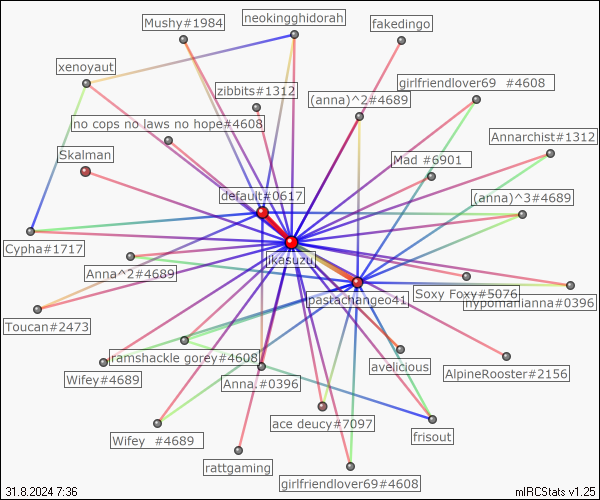 Mushy#1984
neokingghidorah
fakedingo
xenoyaut
girlfriendlover69 #4608
zibbits#1312
(anna)^2#4689
no cops no laws no hope#4608
Annarchist#1312
Skalman
Mad #6901
default#0617
(anna)^3#4689
Cypha#1717
jikasuzu
Anna^2#4689
Soxy Foxy#5076
pastachangeo41
hypomanianna#0396
Toucan#2473
ramshackle gorey#4608
avelicious
AlpineRooster#2156
Wifey#4689
Anna.#0396
ace deucy#7097
frisout
Wifey #4689
rattgaming
girlfriendlover69#4608
31.8.2024 7:36
mIRCStats v1.25